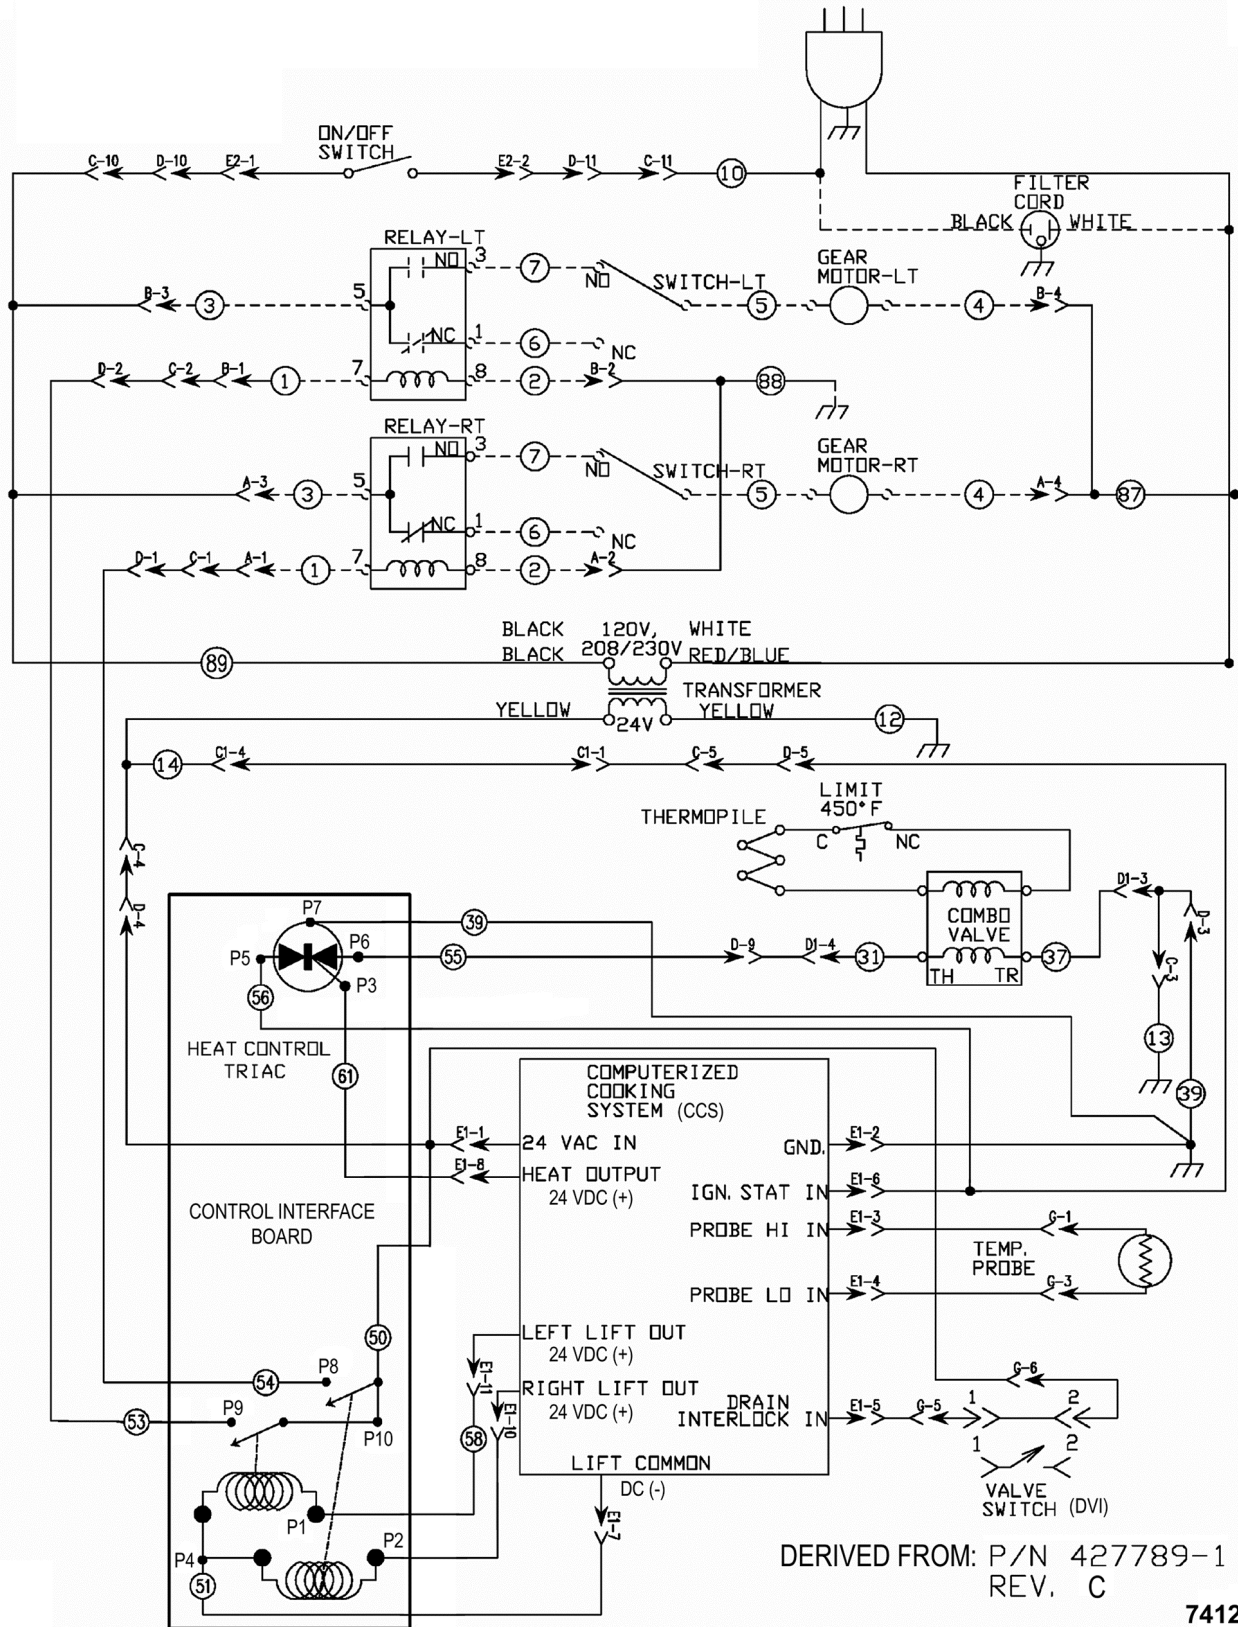 ON/OFF
SWITCH
C-10 D-10 E2-1 E2-2 D-11 C-11 10
FILTER
CORD
BLACK WHITE
RELAY-LT
NO 3 7 NO
SWITCH-LT
GEAR
MOTOR-LT
B-3 3 5 5 4 B-4
NC 1 6 NC
D-2 C-2 B-1 1 7 8 2 B-2 88
RELAY-RT
NO 3 7 NO
SWITCH-RT
GEAR
MOTOR-RT
A-3 3 5 5 4 A-4 87
NC 1 6 NC
D-1 C-1 A-1 1 7 8 2 A-2
BLACK 120V, WHITE
BLACK 208/230V RED/BLUE
89
TRANSFORMER
YELLOW 24V YELLOW 12
14 C1-4 C1-1 C-5 D-5
LIMIT
450°F
THERMOPILE C NC
C-4
D-4
COMBO
VALVE
TH TR
D1-3
D-3
C-3
P7 39
P5 P6 55 D-9 D1-4 31 37
P3
56
13
39
HEAT CONTROL
TRIAC
61
COMPUTERIZED
COOKING
SYSTEM (CCS)
E1-1 24 VAC IN GND. E1-2
E1-8 HEAT OUTPUT
24 VDC (+)
IGN. STAT IN E1-6
CONTROL INTERFACE
BOARD
PROBE HI IN E1-3 G-1
TEMP.
PROBE
PROBE LO IN E1-4 G-3
50
LEFT LIFT OUT
24 VDC (+)
E1-11
P8
54
RIGHT LIFT OUT
24 VDC (+)
E1-10
G-6
53 P9 P10
58
DRAIN
INTERLOCK IN E1-5 G-5 1 2
1 2
LIFT COMMON
DC (-)
E1-7
VALVE
SWITCH (DVI)
P1
P2
P4
51
DERIVED FROM: P/N 427789-1
REV. C
7412